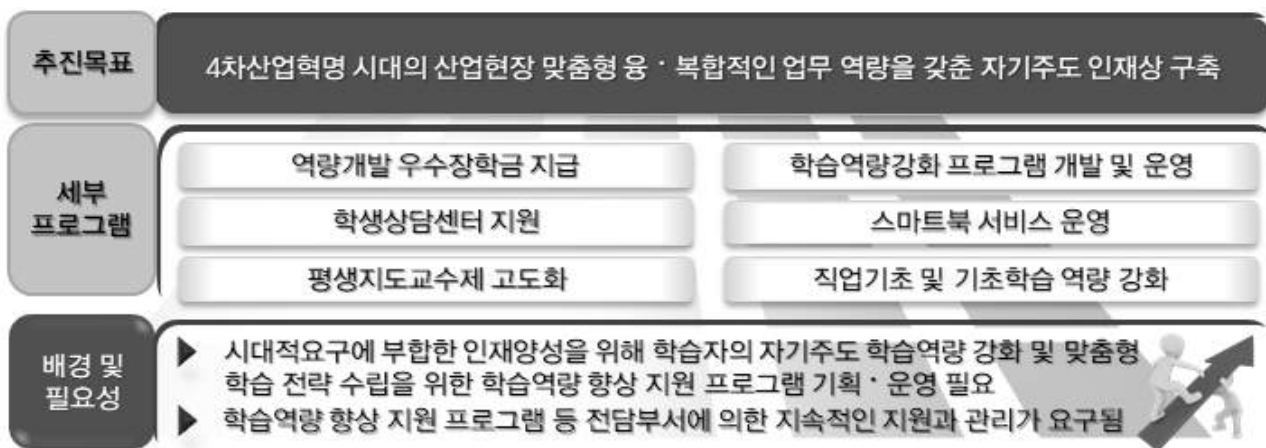 추진목표
4차산업혁명 시대의 산업현장 맞춤형 융 · 복합적인 업무 역량을 갖춘 자기주도 인재상 구축
세부
프로그램
역량개발 우수장학금 지급
학습역량강화 프로그램 개발 및 운영
학생상담센터 지원
스마트북 서비스 운영
평생지도교수제 고도화
직업기초 및 기초학습 역량 강화
배경 및
필요성
▶ 시대적요구에 부합한 인재양성을 위해 학습자의 자기주도 학습역량 강화 및 맞춤형
학습 전략 수립을 위한 학습역량 향상 지원 프로그램 기획 · 운영 필요
▶ 학습역량 향상 지원 프로그램 등 전담부서에 의한 지속적인 지원과 관리가 요구됨